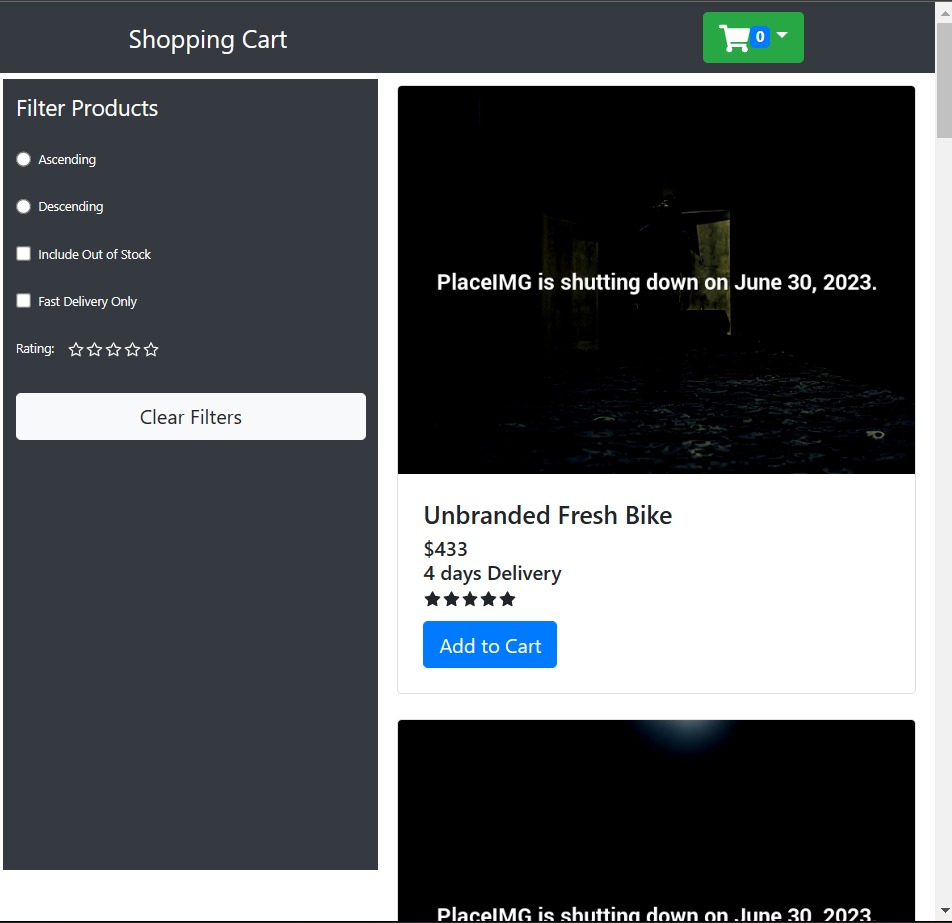 Shopping Cart
0
Filter Products
Ascending
Descending
Include Out of Stock
Fast Delivery Only
Rating:
Clear Filters
PlaceIMG is shutting down on June 30, 2023.
Unbranded Fresh Bike
$433
4 days Delivery
Add to Cart
PlaceIMG is shutting down on June 30, 2023.